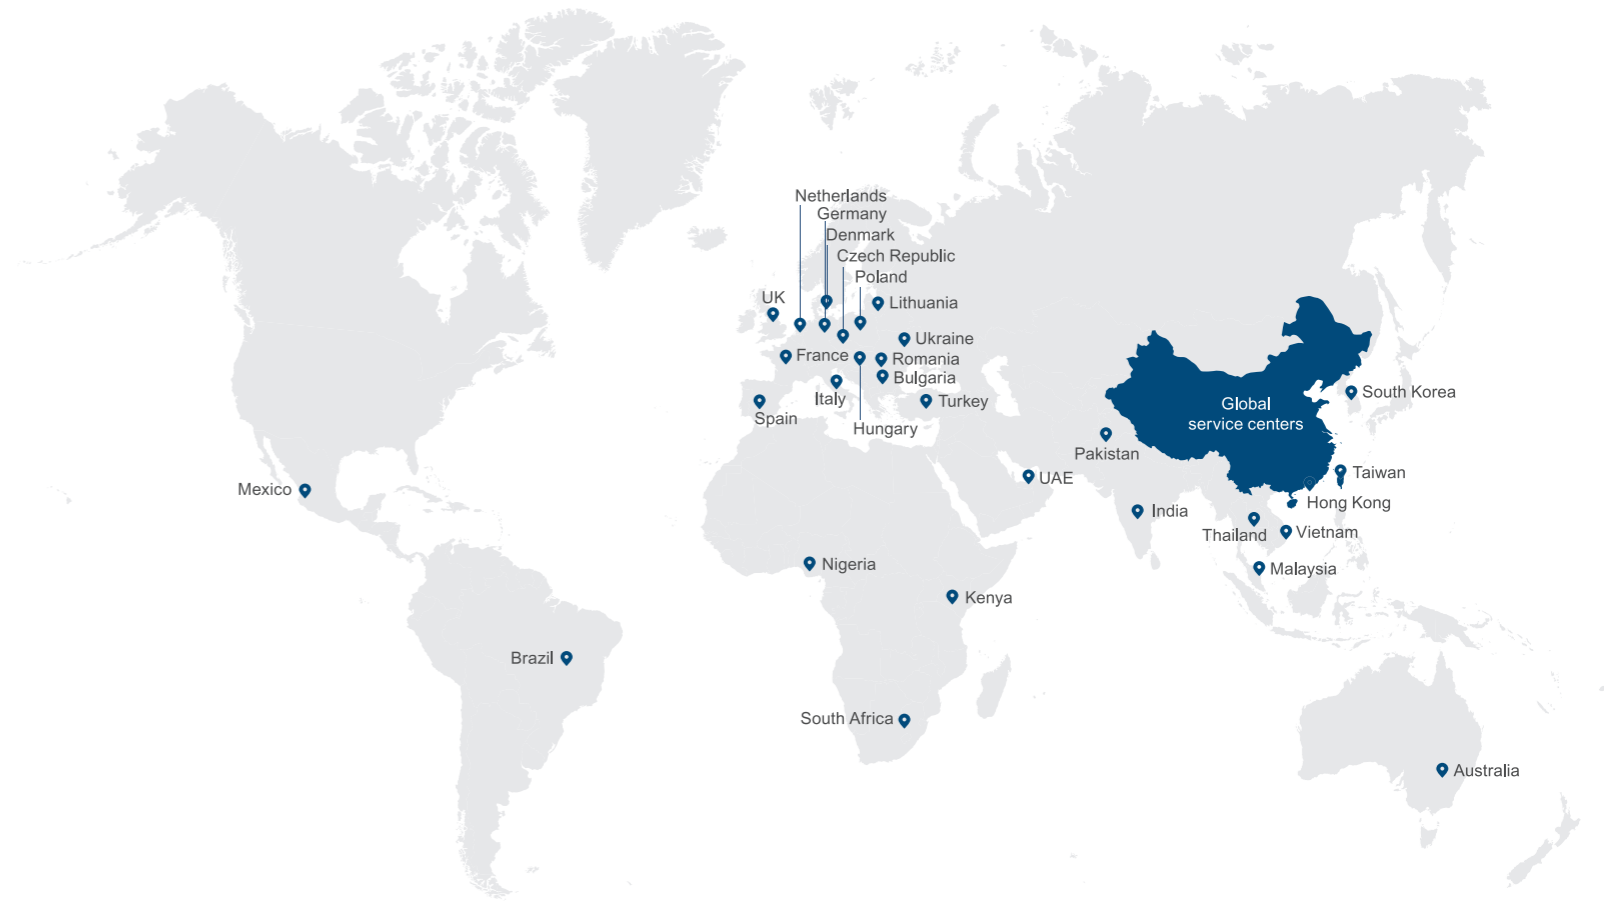 Netherlands
Germany
Denmark
Czech Republic
Poland
UK
Lithuania
Ukraine
France
Romania
Bulgaria
Italy
Turkey
Spain
Hungary
Global
service centers
South Korea
Pakistan
UAE
Taiwan
Mexico
Hong Kong
India
Thailand
Vietnam
Nigeria
Malaysia
Kenya
Brazil
South Africa
Australia